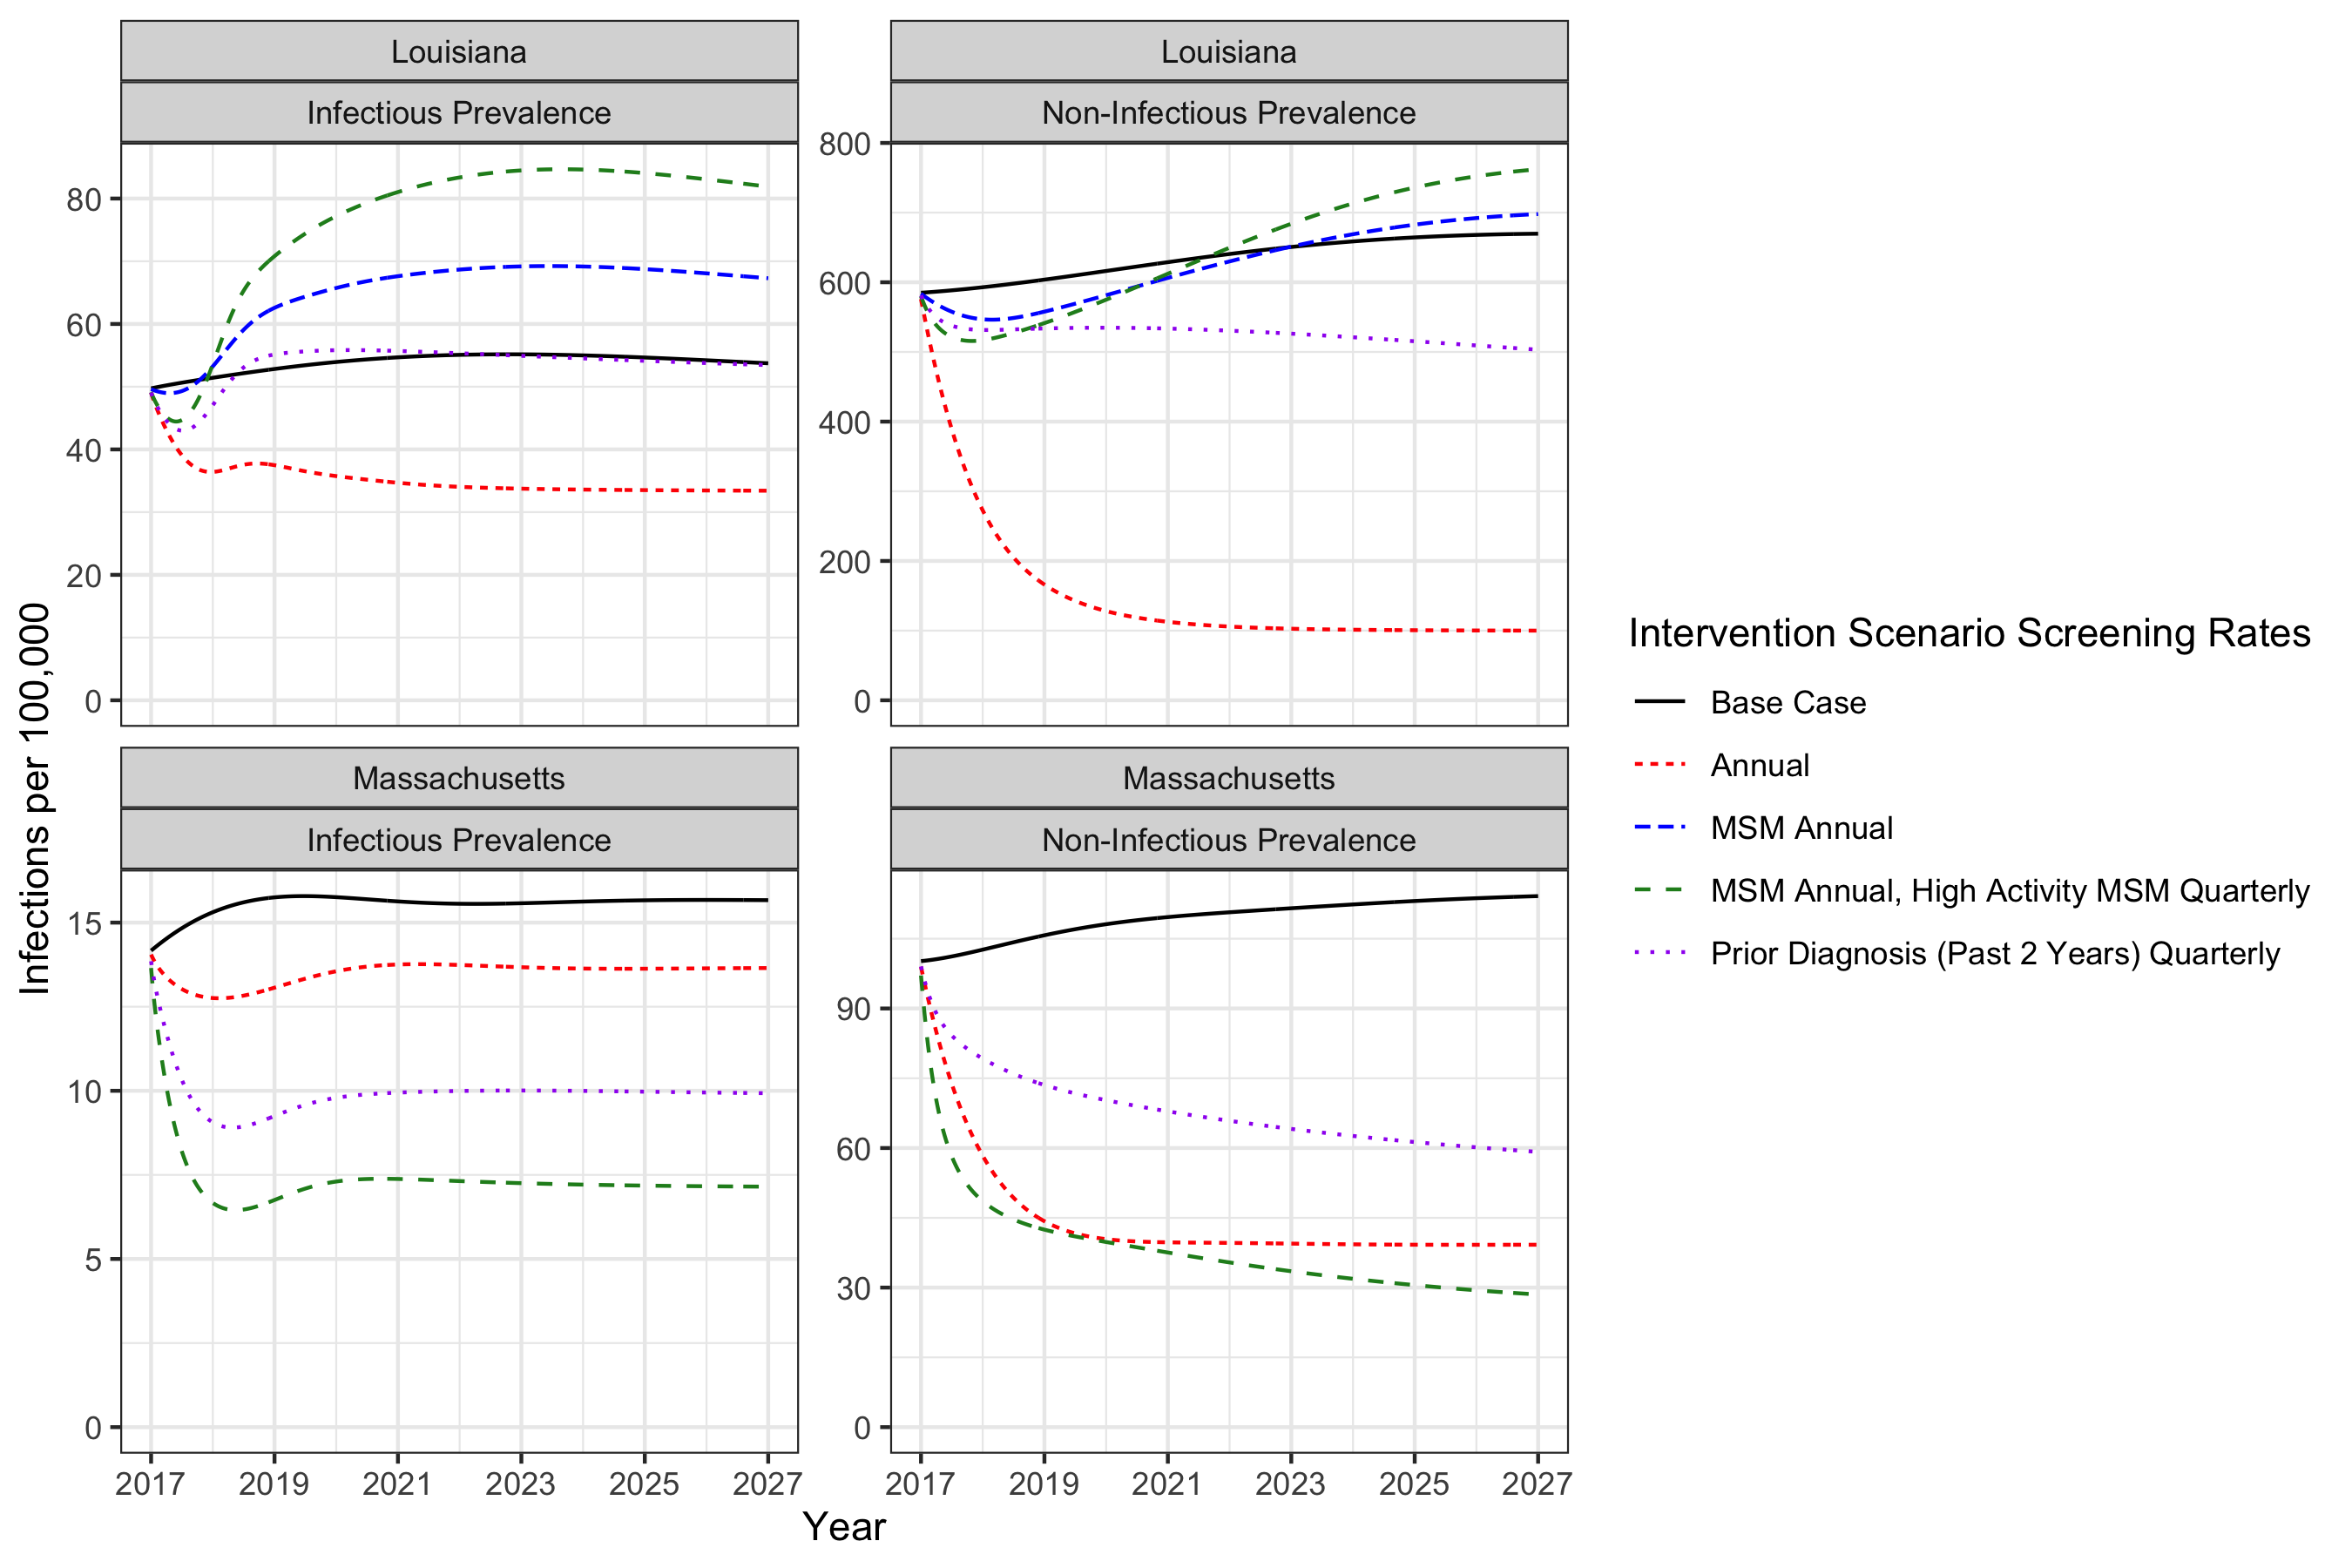 Louisiana
Infectious Prevalence
80
60
40
20
0
Louisiana
Non-Infectious Prevalence
800
600
400
200
0
Massachusetts
Infectious Prevalence
15
10
5
0
2017 2019 2021 2023 2025 2027
Massachusetts
Non-Infectious Prevalence
90
60
30
0
2017 2019 2021 2023 2025 2027
Infections per 100,000
Year
Intervention Scenario Screening Rates
Base Case
Annual
MSM Annual
MSM Annual, High Activity MSM Quarterly
Prior Diagnosis (Past 2 Years) Quarterly